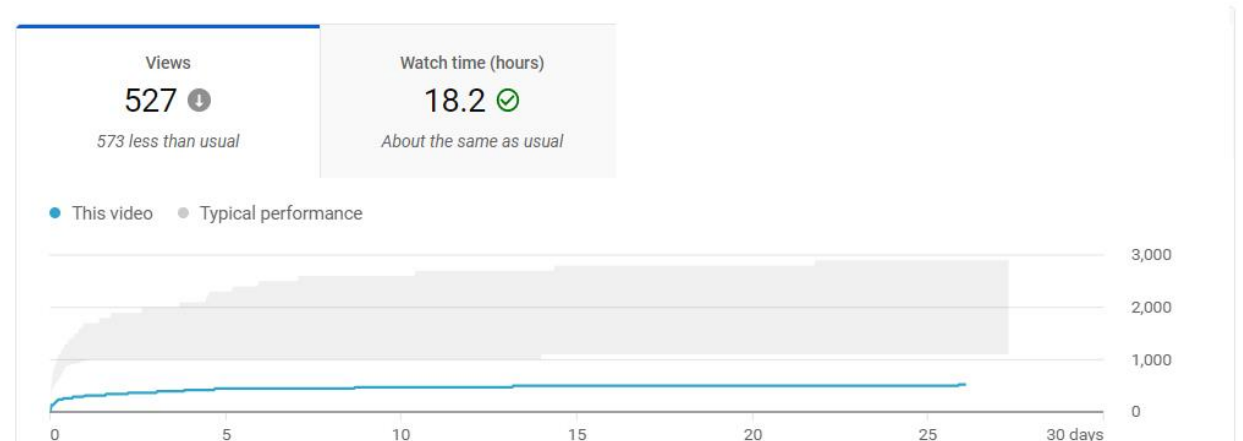 Views
527
573 less than usual
Watch time (hours)
18.2
About the same as usual
This video
Typical performance
3,000
2,000
1,000
0
0 5 10 15 20 25 30 days